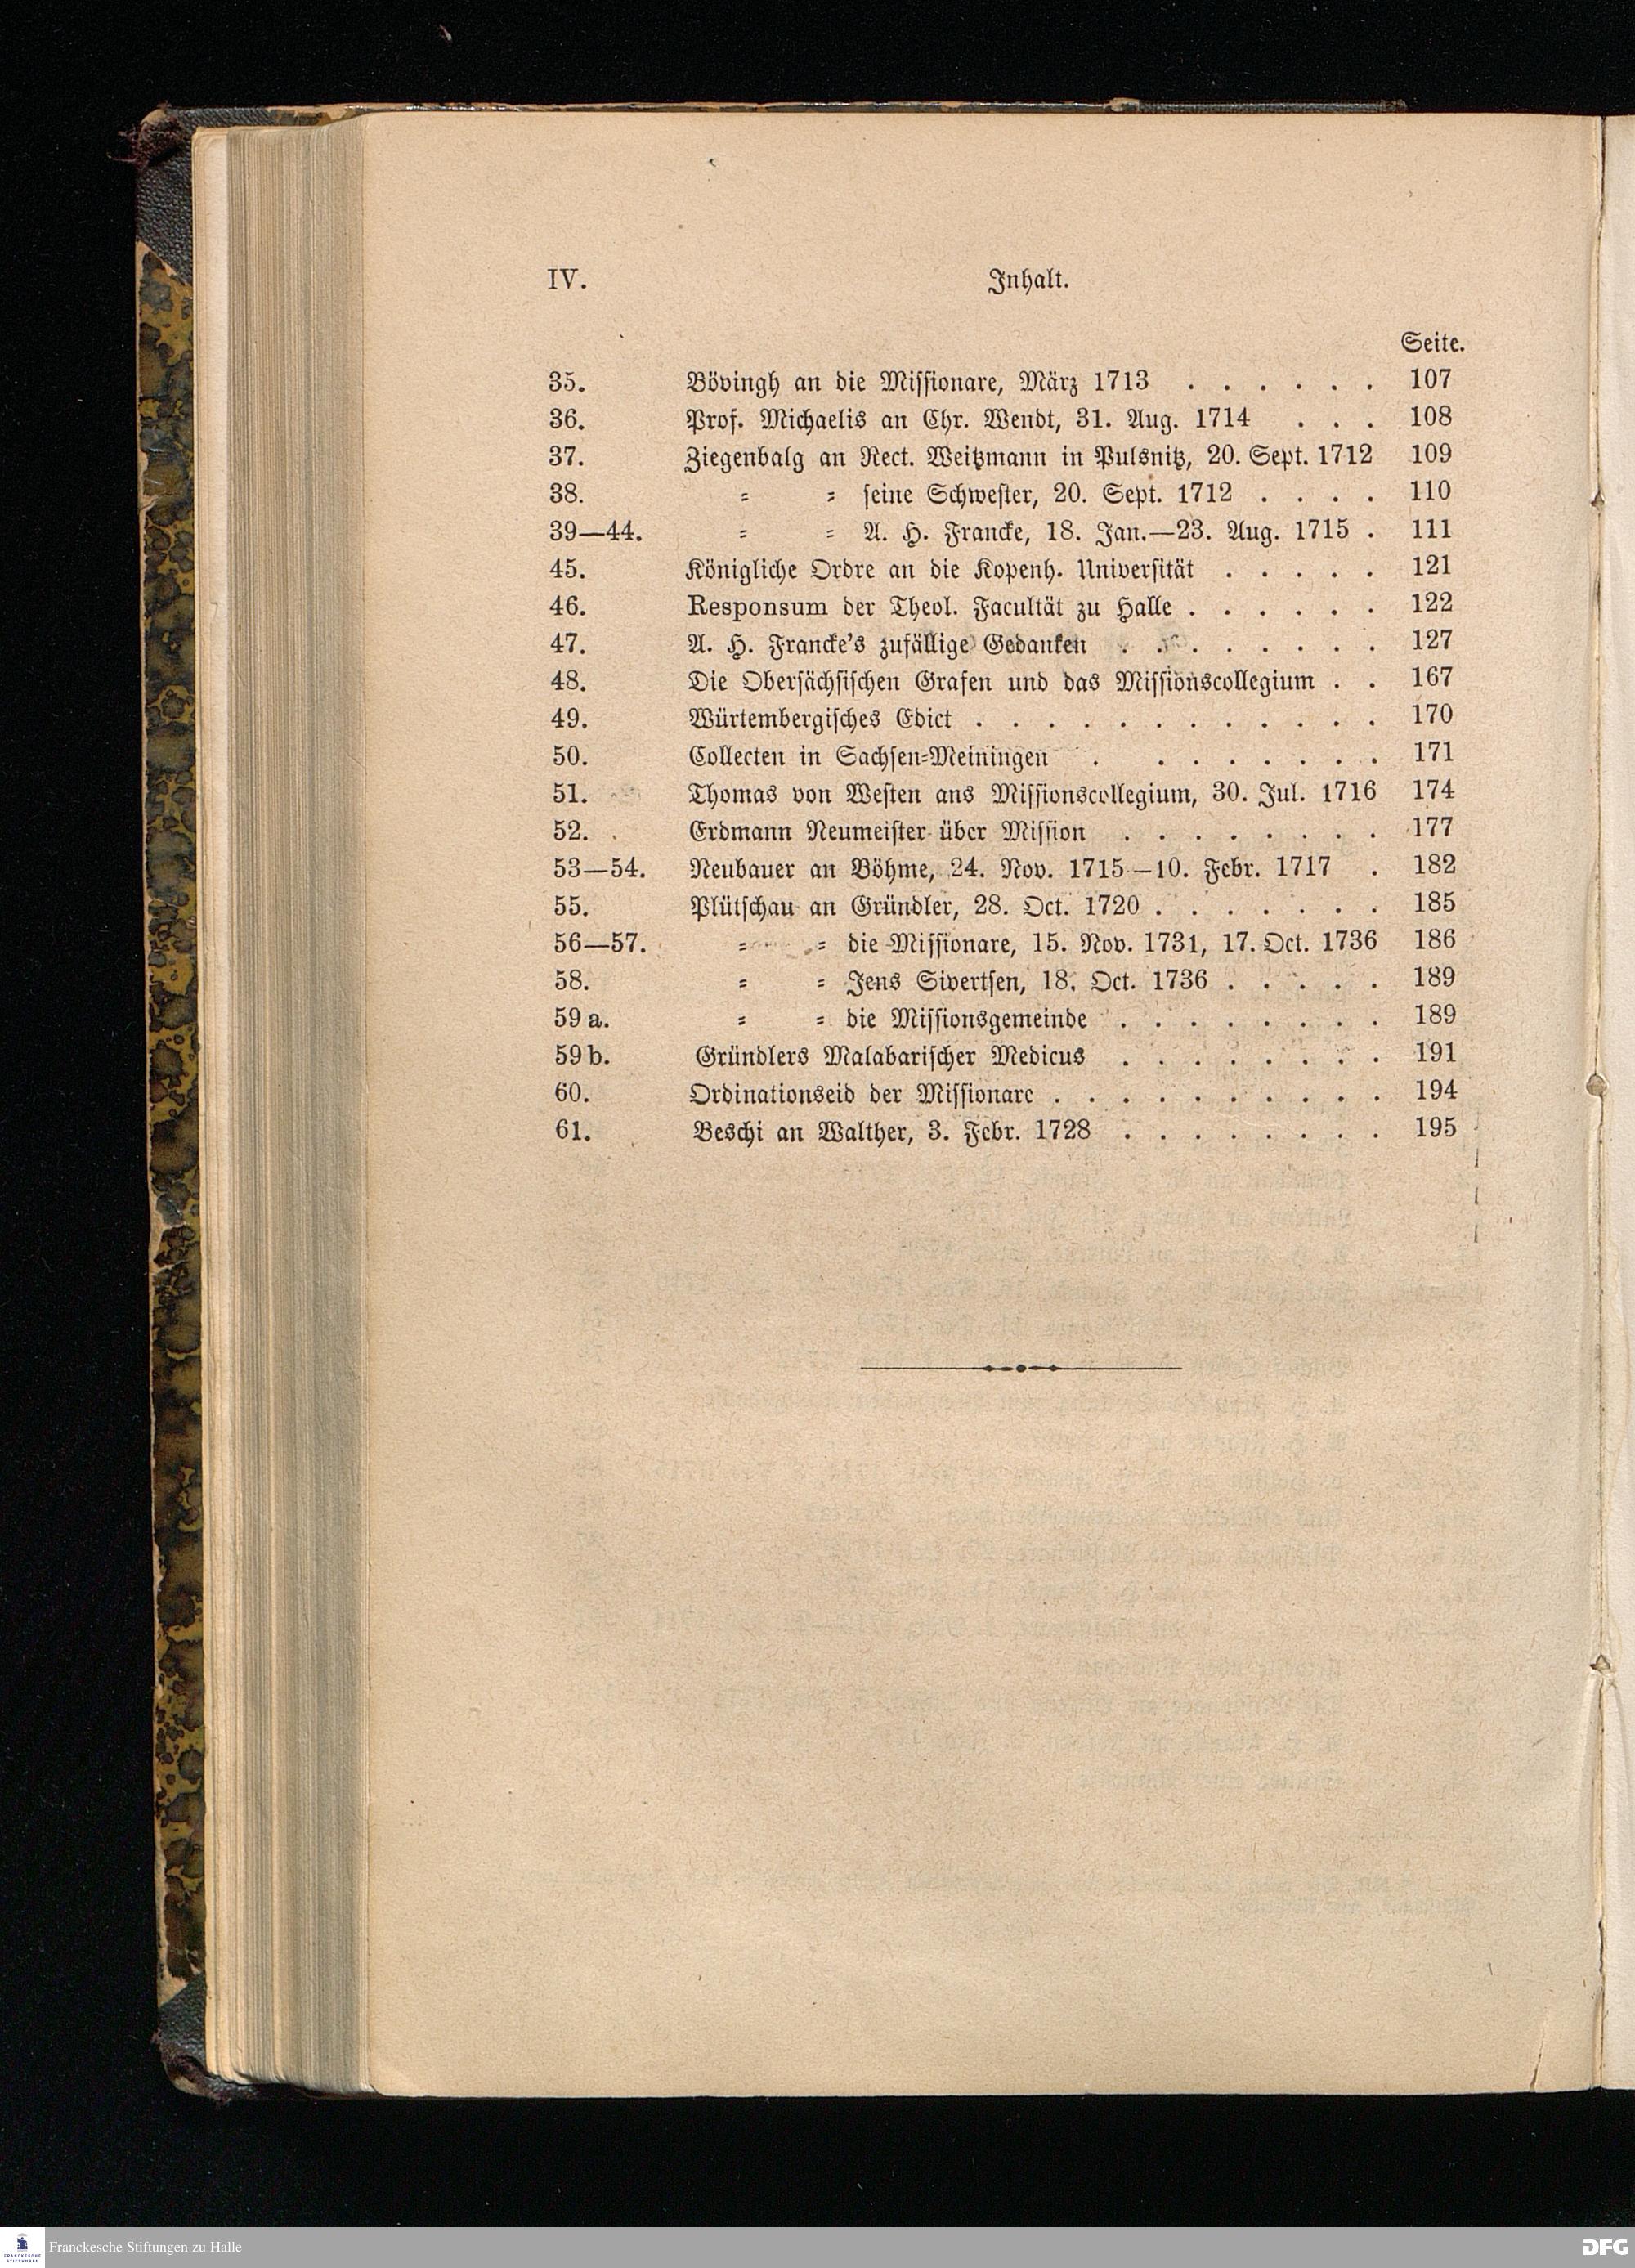 IV. Inhalt.
Seite.
35. Bövingh an die Missionare, März 1713 . . . . . . 107
36. Prof. Michaelis an Chr. Wendt, 31. Aug. 1714 . . . 108
37. Ziegenbalg an Rect. Weitzmann in Pulsnitz, 20. Sept. 1712 109
38. = = seine Schwester, 20. Sept. 1712 . . . . 110
39—44. = = A. H. Francke, 18. Jan.—23. Aug. 1715 . 111
45. Königliche Ordre an die Kopenh. Universität . . . . . 121
46. Responsum der Theol. Facultät zu Halle . . . . . . 122
47. A. H. Francke's zufällige Gedanken . . . . . . . . 127
48. Die Obersächsischen Grafen und das Missionscollegium . . 167
49. Würtembergisches Edict . . . . . . . . . . . . 170
50. Collecten in Sachsen=Meiningen . . . . . . . . 171
51. Thomas von Westen ans Missionscollegium, 30. Jul. 1716 174
52. Erdmann Neumeister über Mission . . . . . . . . 177
53—54. Neubauer an Böhme, 24. Nov. 1715—10. Febr. 1717 . 182
55. Plütschau an Gründler, 28. Oct. 1720 . . . . . . . 185
56—57. = = die Missionare, 15. Nov. 1731, 17. Oct. 1736 186
58. = = Jens Sivertsen, 18. Oct. 1736 . . . . . 189
59 a. = = die Missionsgemeinde . . . . . . . . 189
59 b. Gründlers Malabarischer Medicus . . . . . . . . 191
60. Ordinationseid der Missionare . . . . . . . . . . 194
61. Beschi an Walther, 3. Febr. 1728 . . . . . . . . 195
FRANCKESCHE
STIFTUNGEN
Franckesche Stiftungen zu Halle
DFG